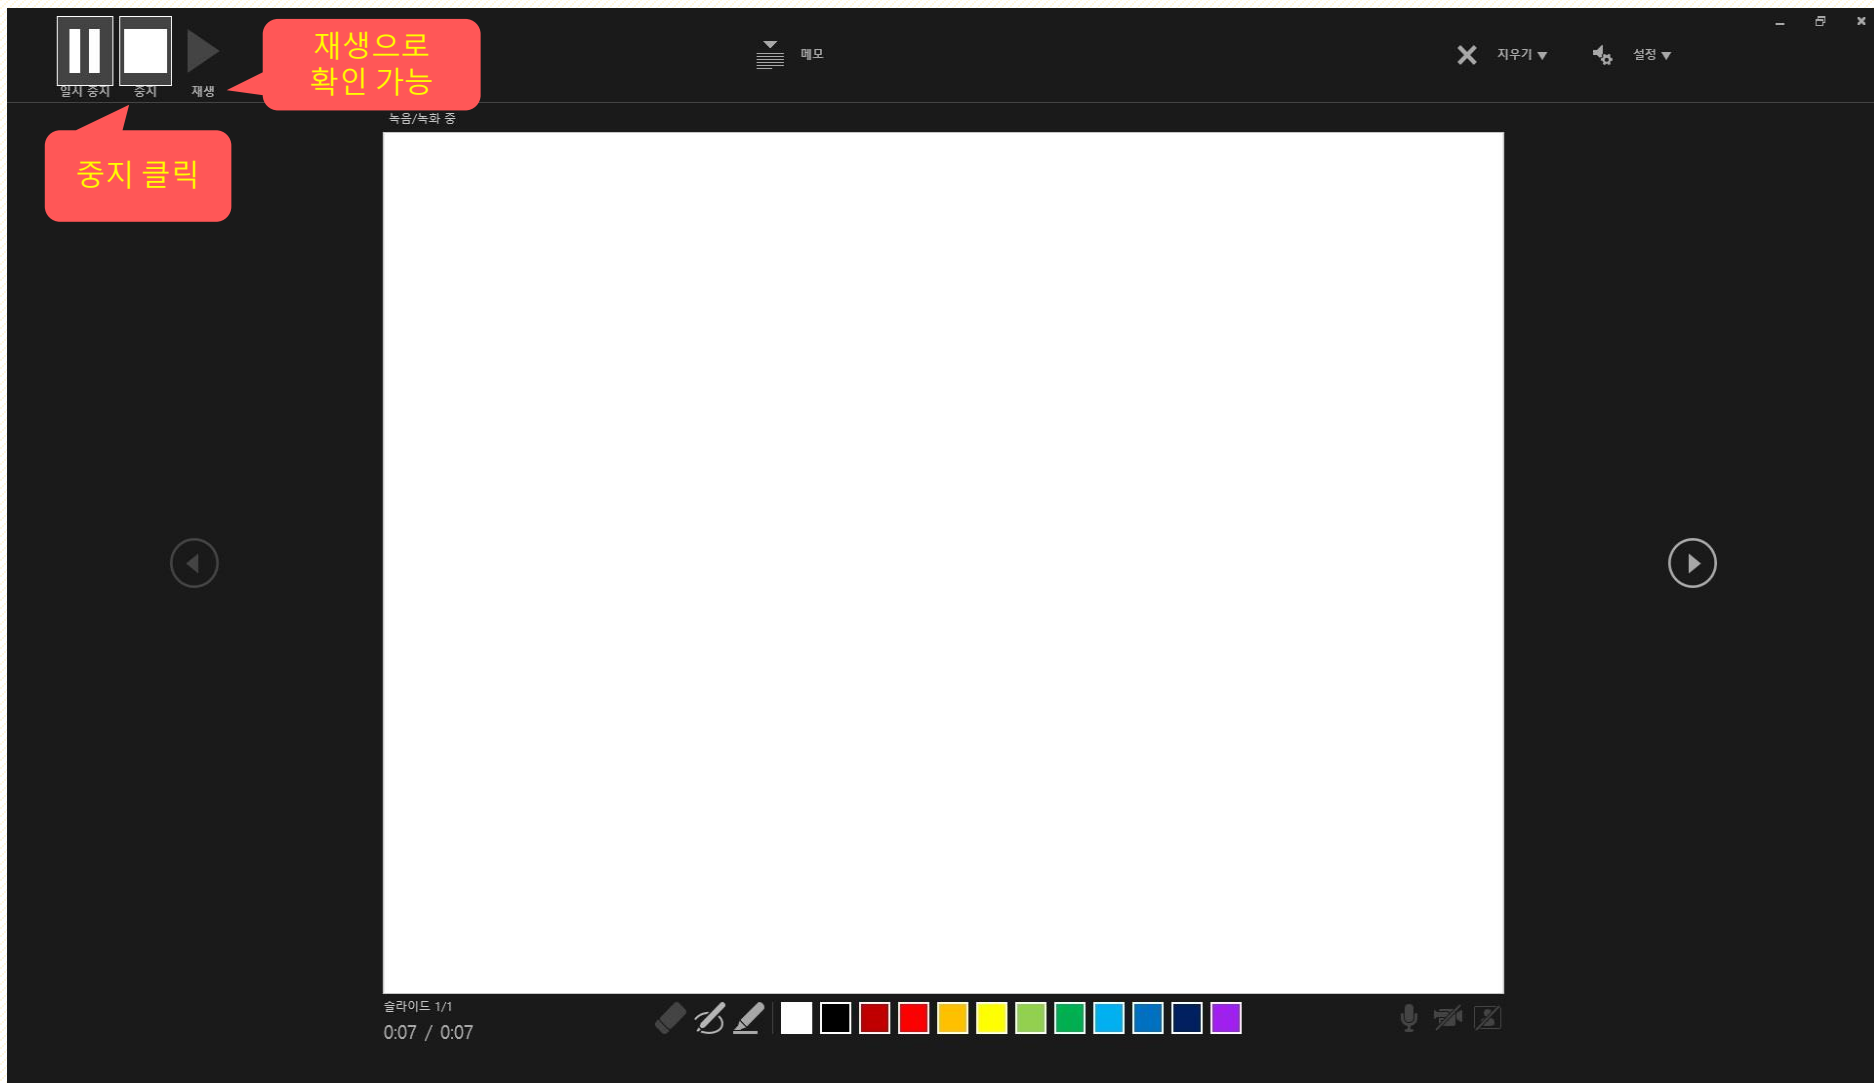 일시 중지
중지
재생
재생으로
확인 가능
메모
지우기
설정
녹음/녹화 중
중지 클릭
슬라이드 1/1
0:07 / 0:07